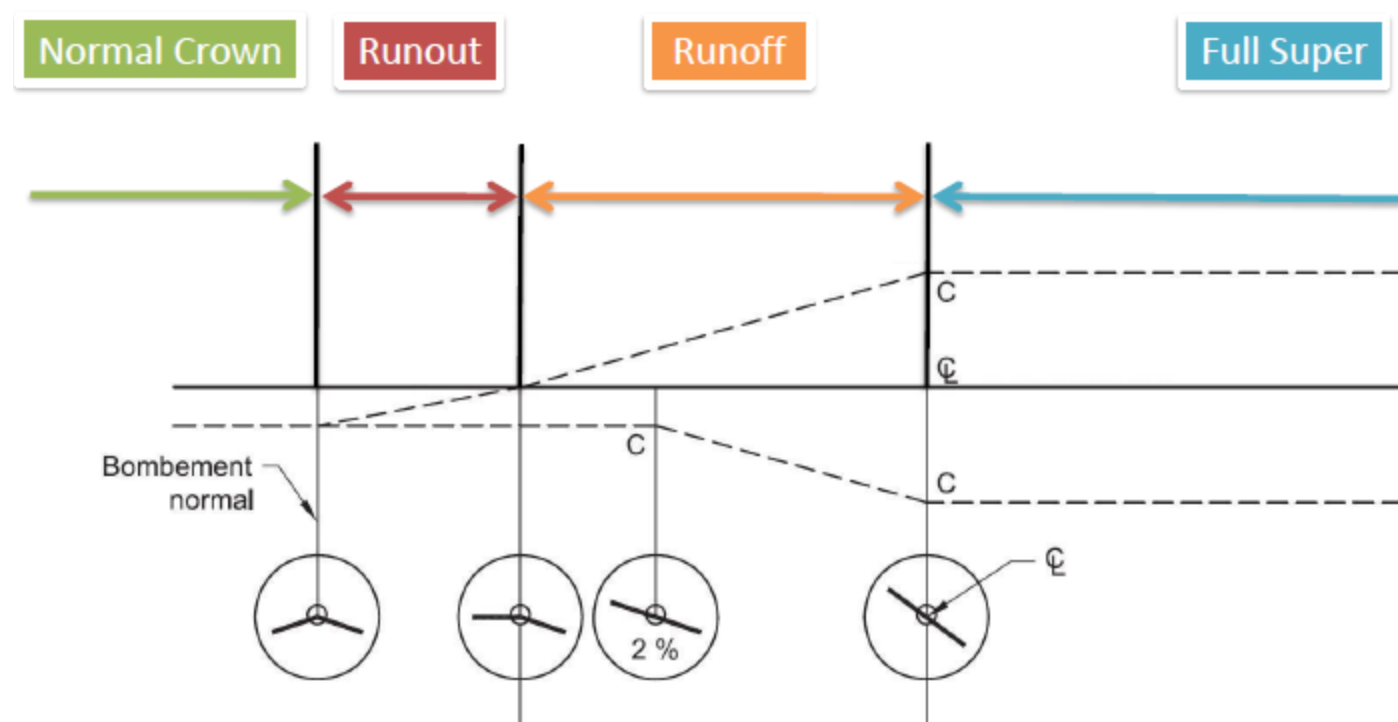 Normal Crown
Runout
Runoff
Full Super
C
℄
C
C
Bombement
normal
℄
2 %